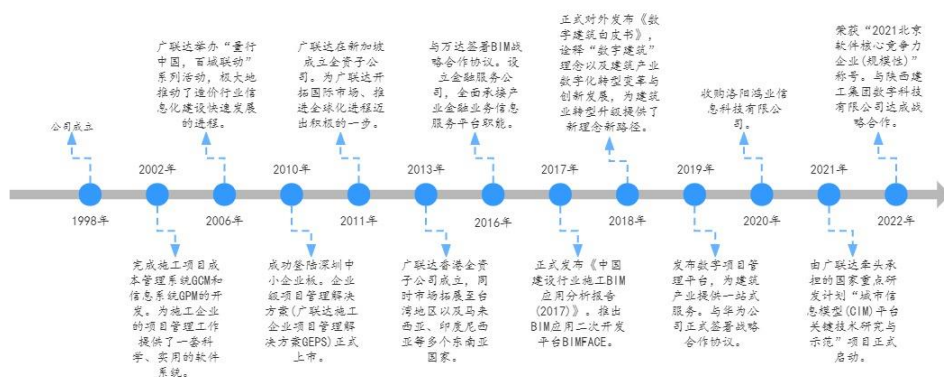 公司成立
广联达举办“量行
中国，百城联动”
系列活动，极大地
推动了造价行业信
息化建设快速发展
的进程。
广联达在新加坡
成立全资子公
司。为广联达开
拓国际市场、推
进全球化进程迈
出积极的一步。
与万达签署BIM战
略合作协议。设
立金融服务公
司，全面承接产
业金融业务信息
服务平台职能。
正式对外发布《数
字建筑白皮书》，
诠释“数字建筑”
理念以及建筑产业
数字化转型变革与
创新发展，为建筑
业转型升级提供了
新理念新路径。
收购洛阳鸿业信
息科技有限公
司。
荣获“2021北京
软件核心竞争力
企业(规模性)”
称号。与陕西建
工集团数字科技
有限公司达成战
略合作。
2002年
2010年
2013年
2017年
2019年
2021年
1998年
2006年
2011年
2016年
2018年
2020年
2022年
完成施工项目成
本管理系统GCM和
信息系统GPM的开
发。为施工企业
的项目管理工作
提供了一套科
学、实用的软件
系统。
成功登陆深圳中
小企业板。企业
级项目管理解决
方案(广联达施工
企业项目管理解
决方案GEPS)正式
上市。
广联达香港全资
子公司成立，同
时市场拓展至台
湾地区以及马来
西亚、印度尼西
亚等多个东南亚
国家。
正式发布《中国
建设行业施工BIM
应用分析报告
(2017)》。推出
BIM应用二次开发
平台BIMFACE。
发布数字项目管
理平台，为建筑
产业提供一站式
服务。与华为公
司正式签署战略
合作协议。
由广联达牵头承
担的国家重点研
发计划“城市信
息模型(CIM)平台
关键技术研究与
示范”项目正式
启动。